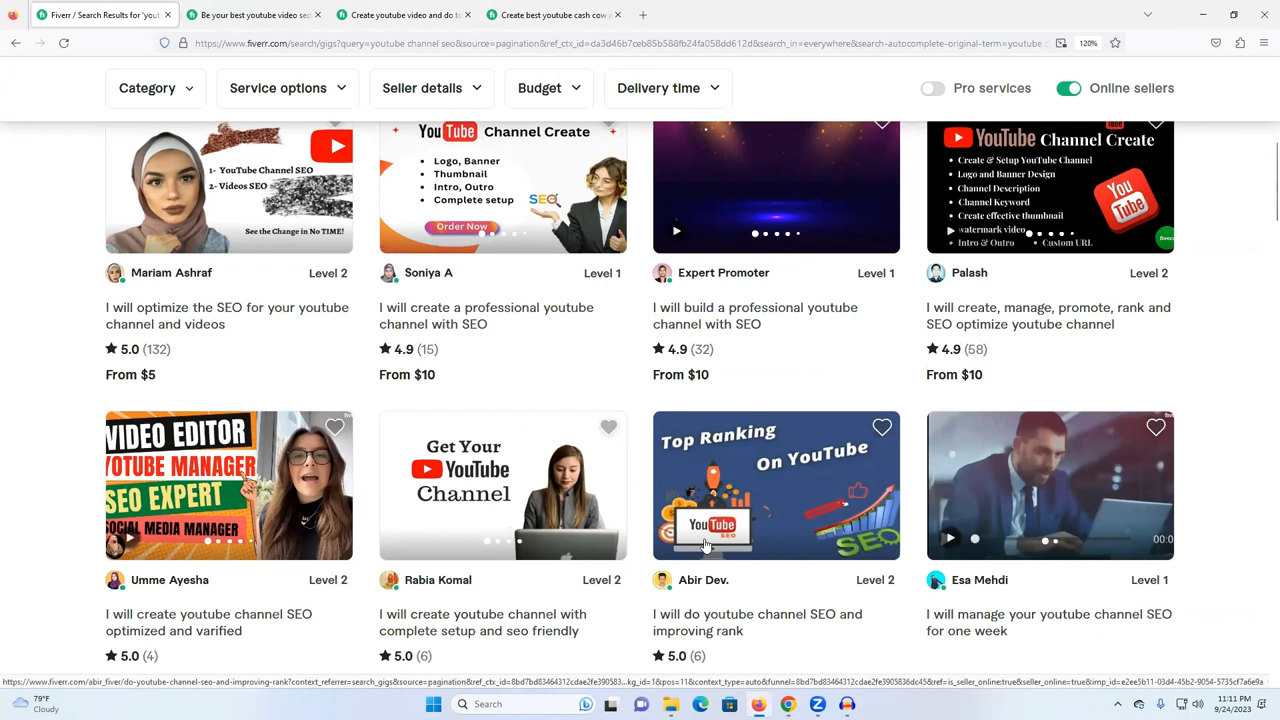 Fiverr / Search Results for 'yout
Be your best youtube video seo
Create youtube video and do to
Create best youtube cash cow a
https://www.fiverr.com/search/gigs?query=youtube channel seo&source=pagination&ref_ctx_id=da3d46b7ceb85b588fb24fa058dd612d&search_in=everywhere&search-autocomplete-original-term=youtube c
120%
Category
Service options
Seller details
Budget
Delivery time
Pro services
Online sellers
1- YouTube Channel SEO
2- Videos SEO
See the Change in No TIME!
YouTube Channel Create
Logo, Banner
Thumbnail
Intro, Outro
Complete setup
SEO
Order Now
YouTube Channel Create
Create & Setup YouTube Channel
Logo and Banner Design
Channel Description
Channel Keyword
Create effective thumbnail
watermark video
Intro & Outro
Custom URL
You Tube
fiverr
Mariam Ashraf
Level 2
Soniya A
Level 1
Expert Promoter
Level 1
Palash
Level 2
I will optimize the SEO for your youtube
channel and videos
I will create a professional youtube
channel with SEO
I will build a professional youtube
channel with SEO
I will create, manage, promote, rank and
SEO optimize youtube channel
5.0 (132)
4.9 (15)
4.9 (32)
4.9 (58)
From $5
From $10
From $10
From $10
VIDEO EDITOR
YOTUBE MANAGER
SEO EXPERT
SOCIAL MEDIA MANAGER
Get Your
YouTube
Channel
Top Ranking
On YouTube
YouTube
SEO
SEO
00:0
Umme Ayesha
Level 2
Rabia Komal
Level 2
Abir Dev.
Level 2
Esa Mehdi
Level 1
I will create youtube channel SEO
optimized and varified
I will create youtube channel with
complete setup and seo friendly
I will do youtube channel SEO and
improving rank
I will manage your youtube channel SEO
for one week
5.0 (4)
5.0 (6)
5.0 (6)
79°F
Cloudy
Search
11:11 PM
9/24/2023